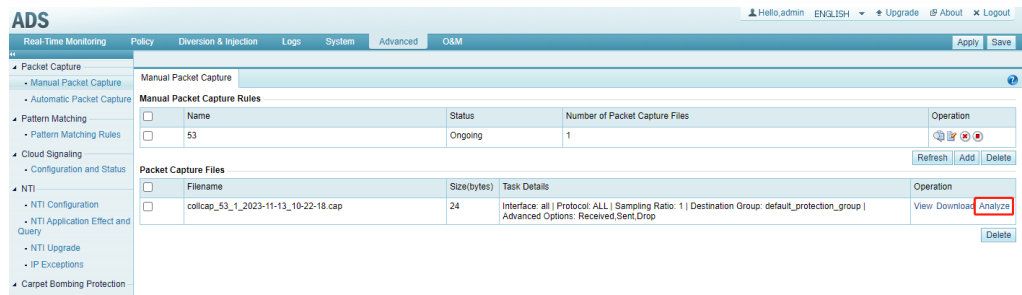 ADS
Hello,admin ENGLISH Upgrade About Logout
Real-Time Monitoring Policy Diversion & Injection Logs System Advanced O&M Apply Save
Packet Capture
Manual Packet Capture
Automatic Packet Capture
Pattern Matching
Pattern Matching Rules
Cloud Signaling
Configuration and Status
NTI
NTI Configuration
NTI Application Effect and
Query
NTI Upgrade
IP Exceptions
Carpet Bombing Protection
Manual Packet Capture
Manual Packet Capture Rules
Name Status Number of Packet Capture Files Operation
53 Ongoing 1
Refresh Add Delete
Packet Capture Files
Filename Size(bytes) Task Details Operation
collcap_53_1_2023-11-13_10-22-18.cap 24 Interface: all | Protocol: ALL | Sampling Ratio: 1 | Destination Group: default_protection_group | View Download Analyze
Advanced Options: Received,Sent,Drop
Delete